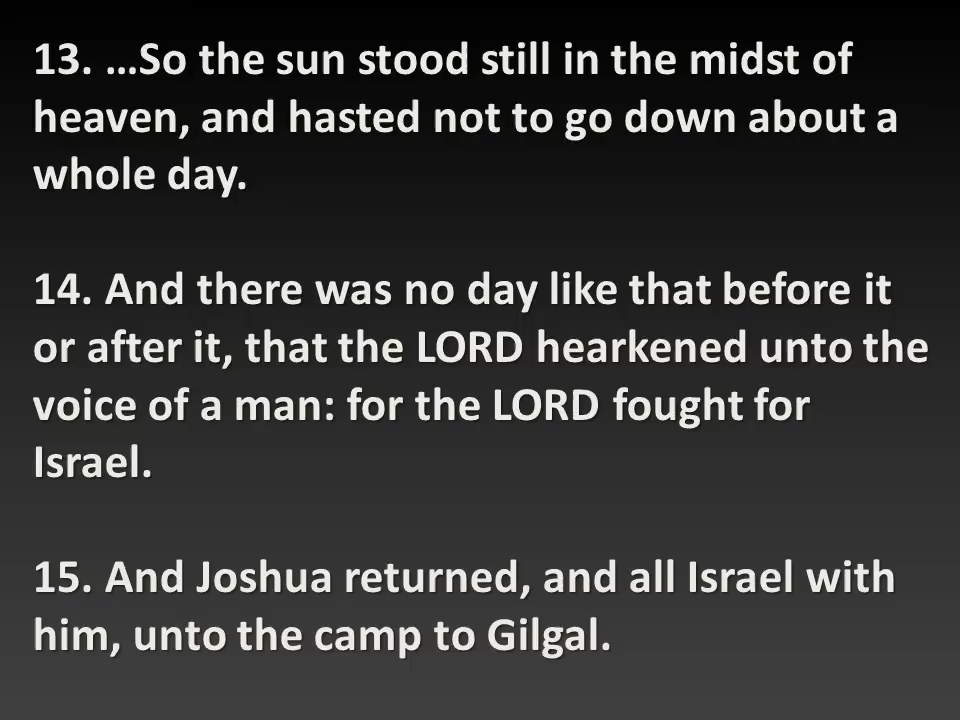 13. …So the sun stood still in the midst of
heaven, and hasted not to go down about a
whole day.
14. And there was no day like that before it
or after it, that the LORD hearkened unto the
voice of a man: for the LORD fought for
Israel.
15. And Joshua returned, and all Israel with
him, unto the camp to Gilgal.